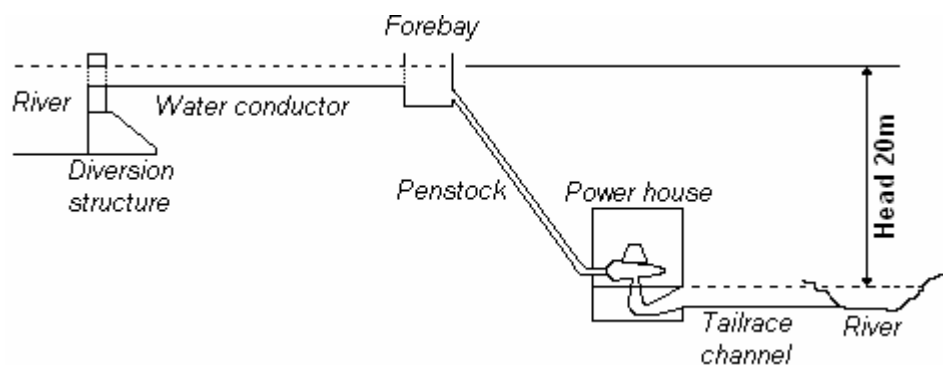 Forebay
River
Water conductor
Diversion
structure
Penstock
Power house
Head 20m
Tailrace
channel
River